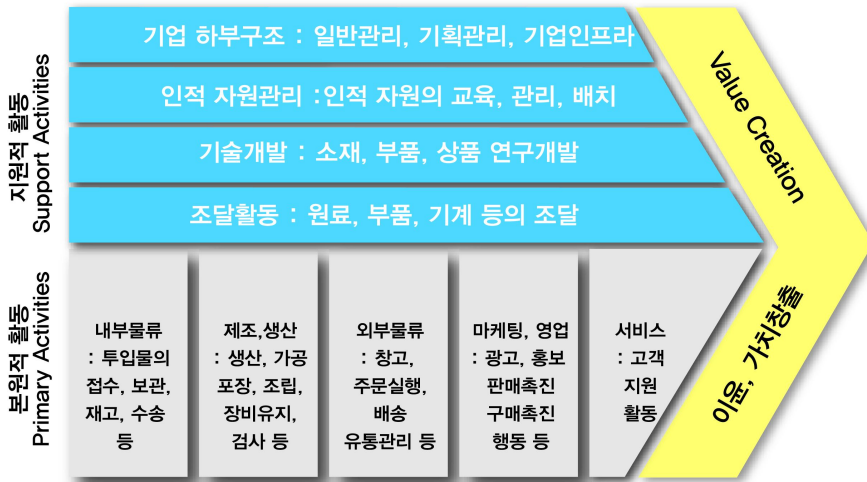 지원적 활동
Support Activities
기업 하부구조 : 일반관리, 기획관리, 기업인프라
인적 자원관리 :인적 자원의 교육, 관리, 배치
기술개발 : 소재, 부품, 상품 연구개발
조달활동 : 원료, 부품, 기계 등의 조달
Value Creation
본원적 활동
Primary Activities
내부물류
: 투입물의
접수, 보관,
재고, 수송
등
제조,생산
: 생산, 가공
포장, 조립,
장비유지,
검사 등
외부물류
: 창고,
주문실행,
배송
유통관리 등
마케팅, 영업
: 광고, 홍보
판매촉진
구매촉진
행동 등
서비스
: 고객
지원
활동
이윤, 가치창출